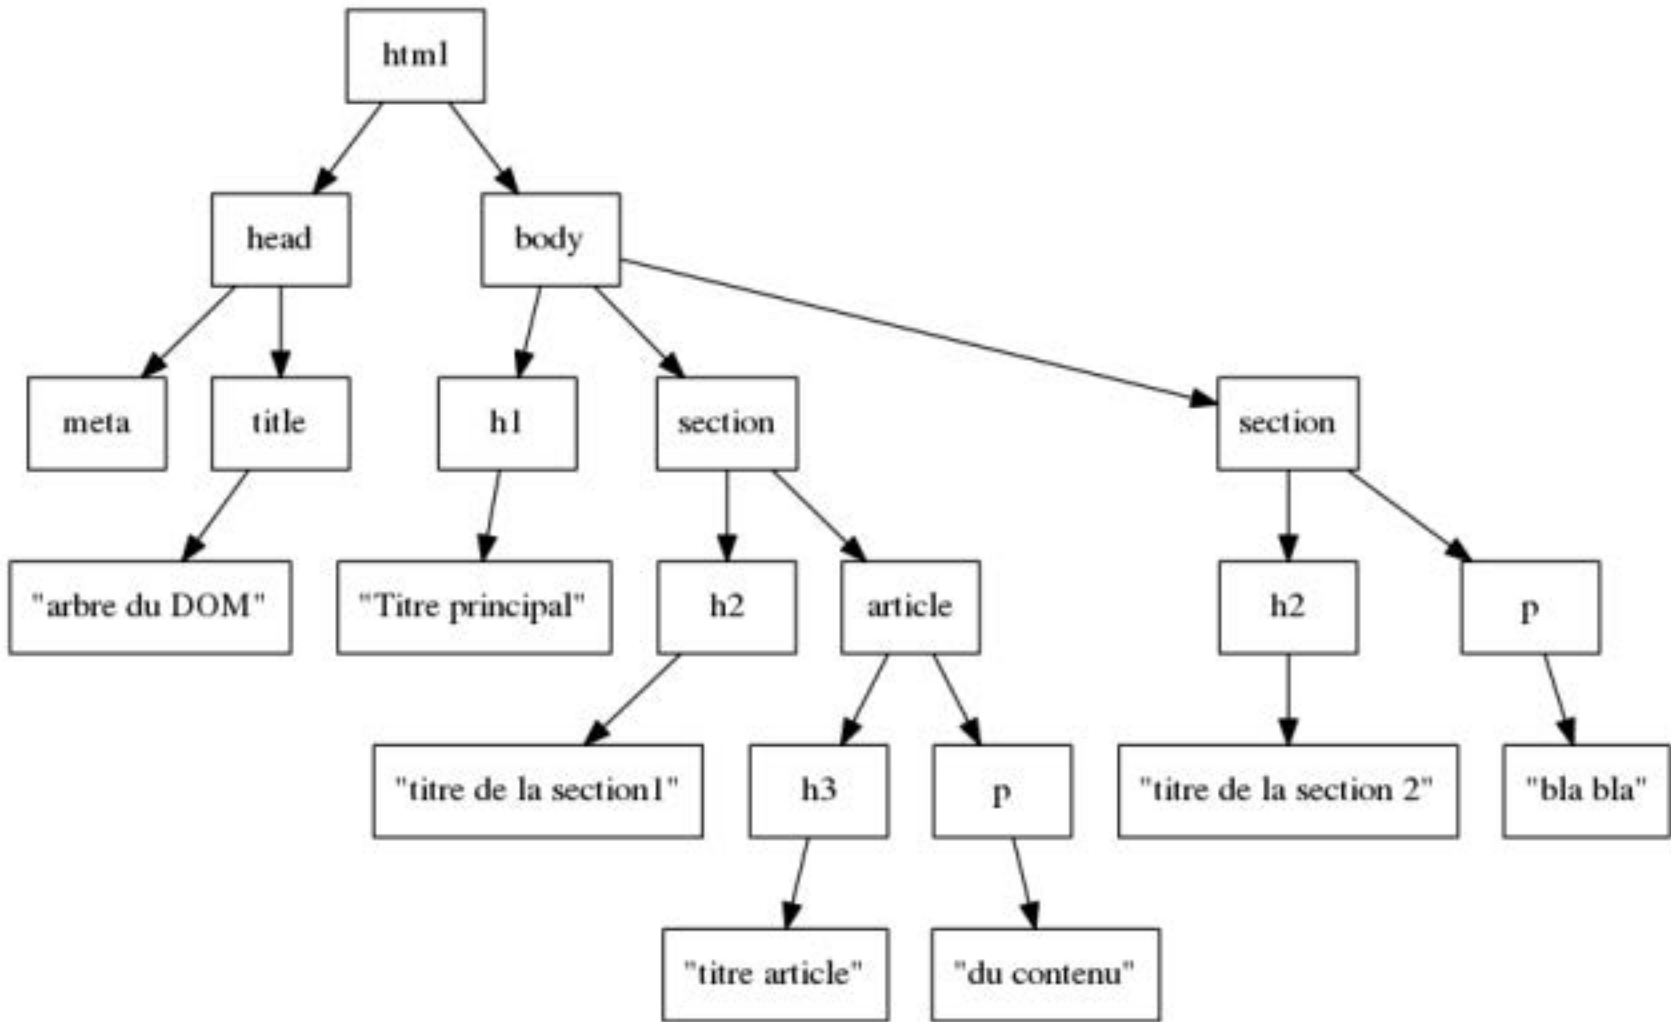 html
head
body
meta
title
h1
section
section
"arbre du DOM"
"Titre principal"
h2
article
h2
p
"titre de la section1"
h3
p
"titre de la section 2"
"bla bla"
"titre article"
"du contenu"